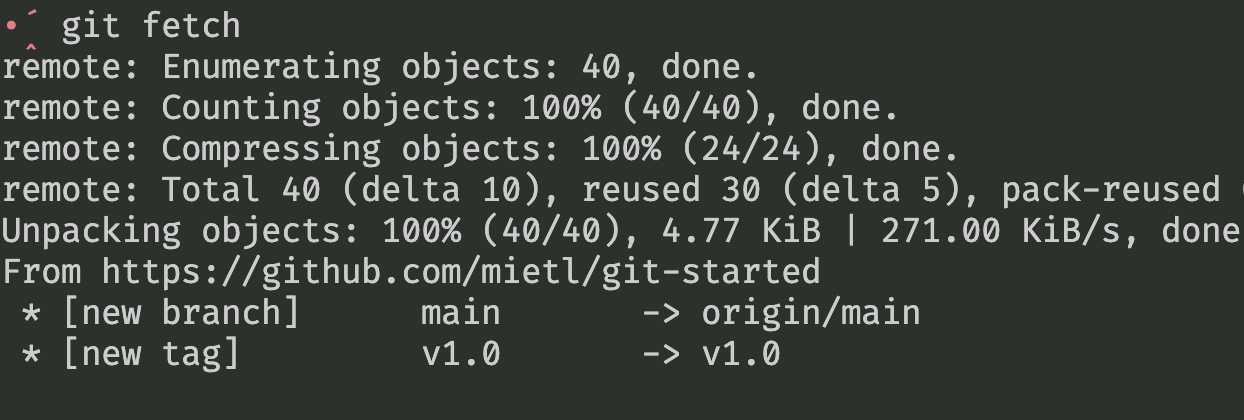 git fetch
remote: Enumerating objects: 40, done.
remote: Counting objects: 100% (40/40), done.
remote: Compressing objects: 100% (24/24), done.
remote: Total 40 (delta 10), reused 30 (delta 5), pack-reused
Unpacking objects: 100% (40/40), 4.77 KiB | 271.00 KiB/s, done
From https://github.com/mietl/git-started
* [new branch] main -> origin/main
* [new tag] v1.0 -> v1.0